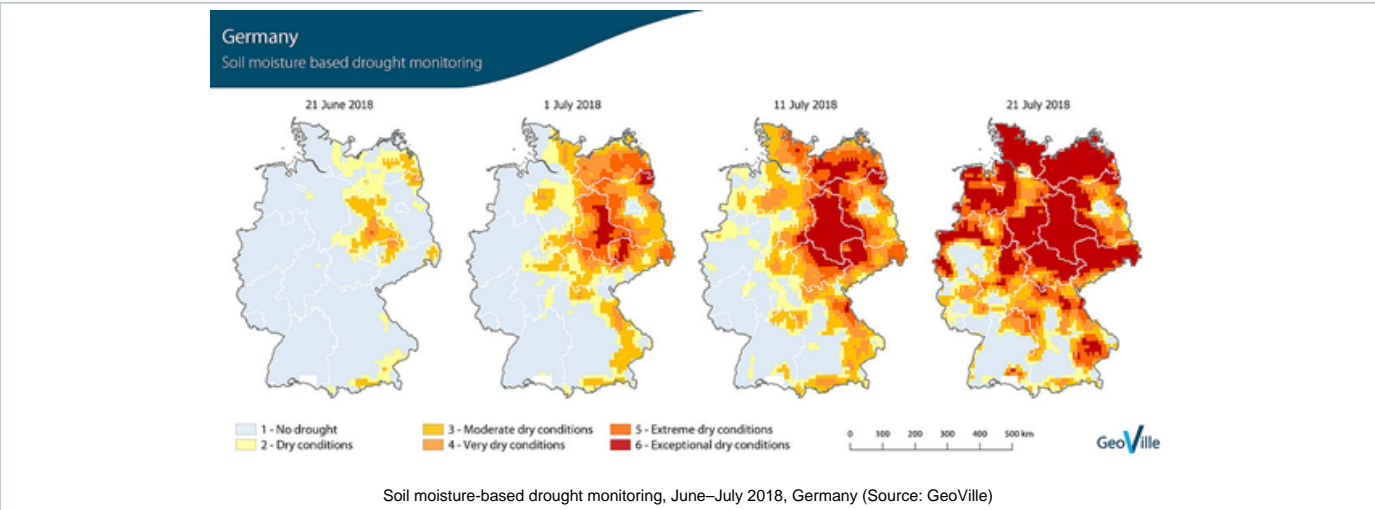 Germany
Soil moisture based drought monitoring
21 June 2018
1 July 2018
11 July 2018
21 July 2018
1 - No drought
2 - Dry conditions
3 - Moderate dry conditions
4 - Very dry conditions
5 - Extreme dry conditions
6 - Exceptional dry conditions
0 100 200 300 400 500 km
GeoVille
Soil moisture-based drought monitoring, June–July 2018, Germany (Source: GeoVille)